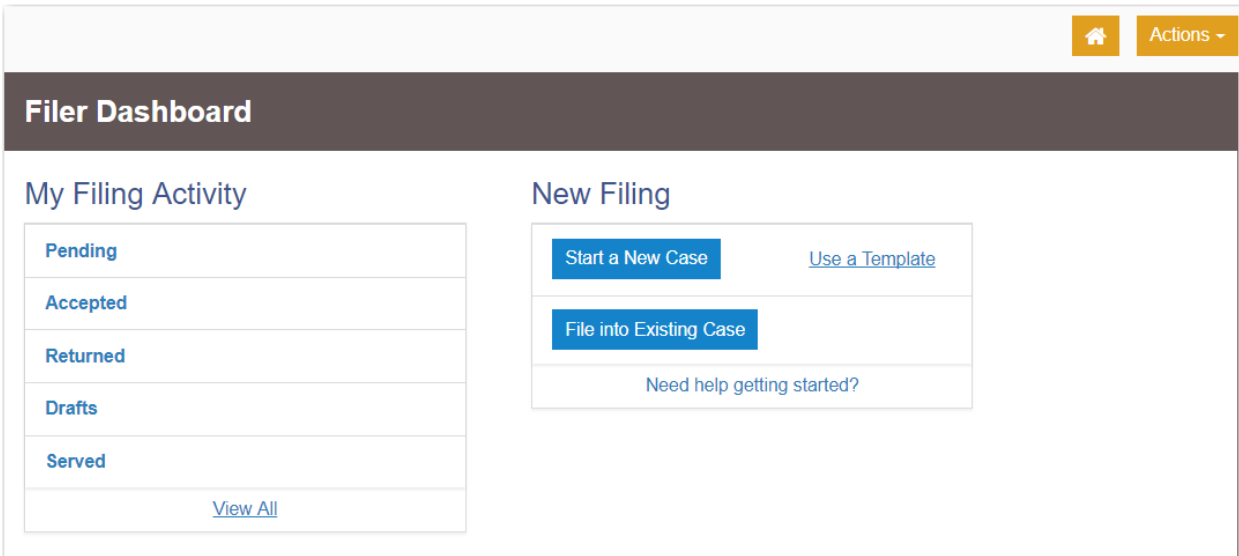 Actions
Filer Dashboard
My Filing Activity
Pending
Accepted
Returned
Drafts
Served
View All
New Filing
Start a New Case
Use a Template
File into Existing Case
Need help getting started?